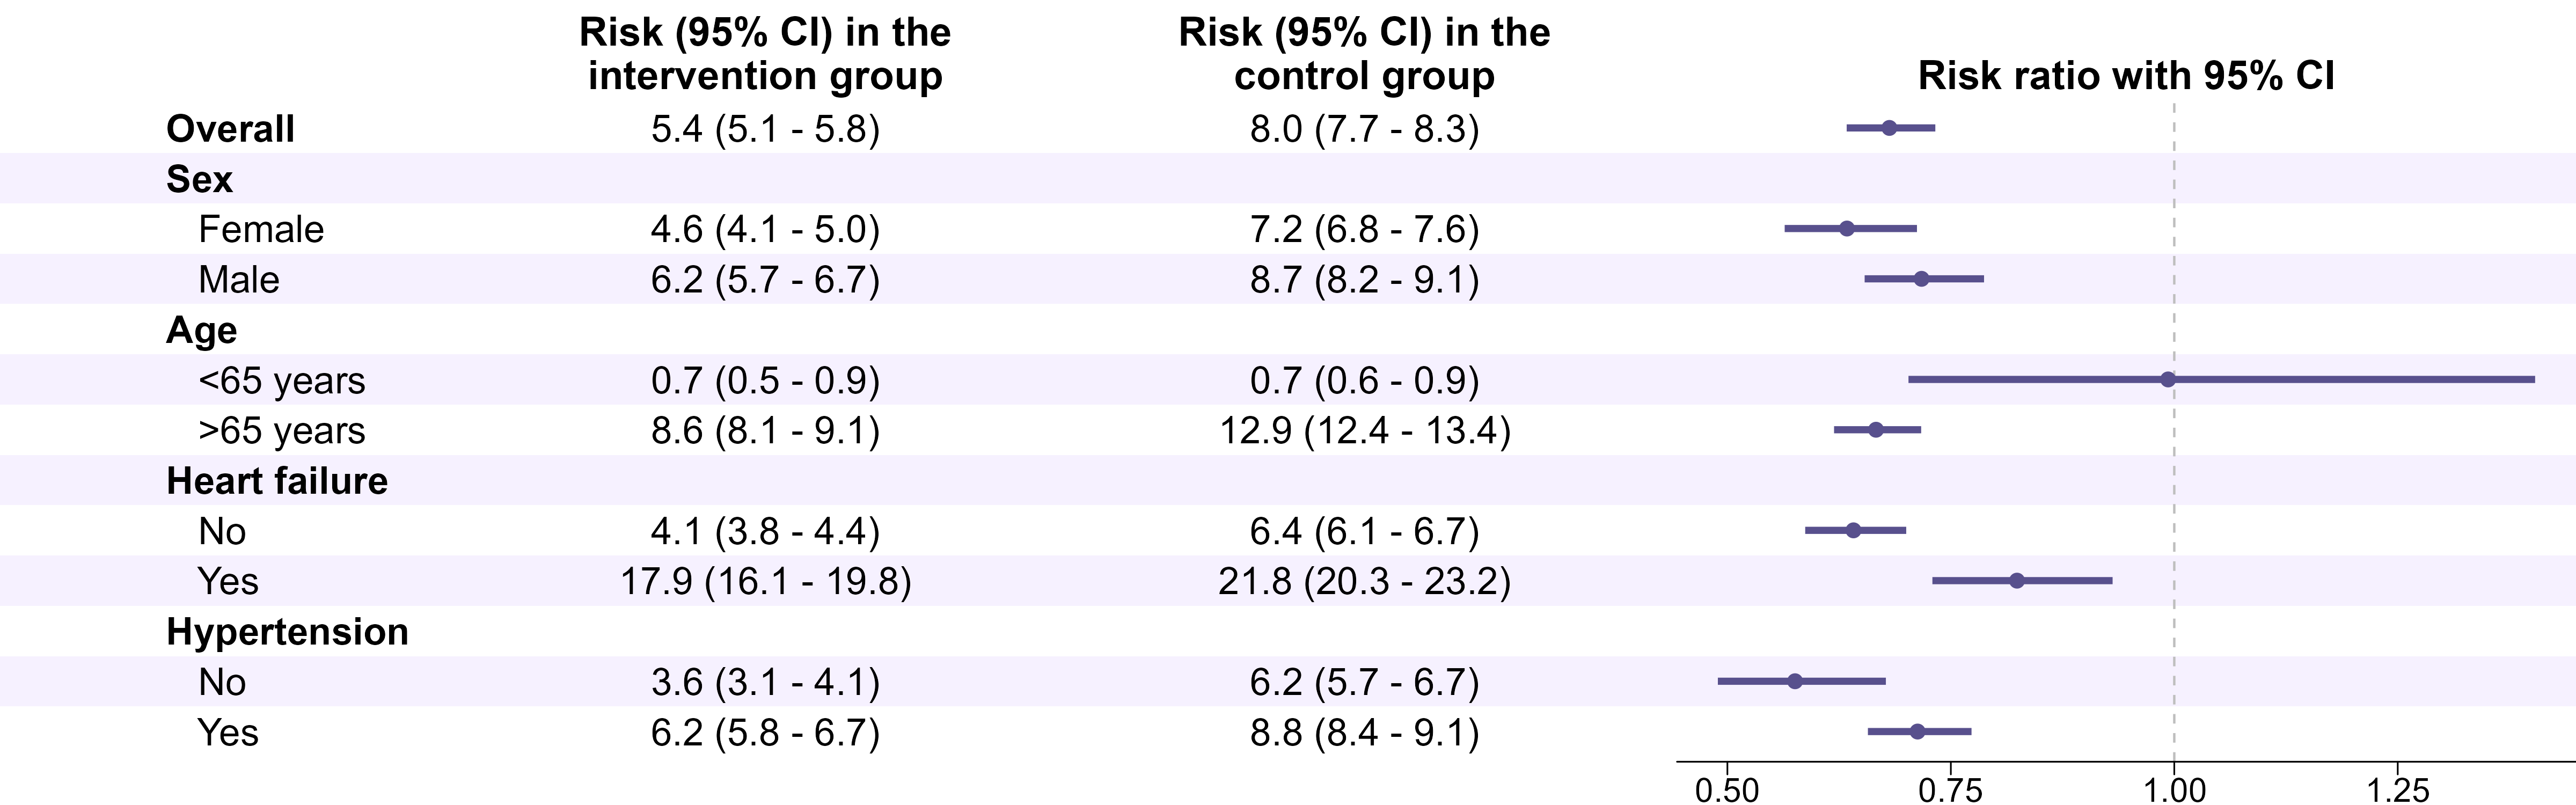 Risk (95% CI) in the
intervention group
Risk (95% CI) in the
control group
Risk ratio with 95% CI
Overall 5.4 (5.1 - 5.8) 8.0 (7.7 - 8.3)
Sex
Female 4.6 (4.1 - 5.0) 7.2 (6.8 - 7.6)
Male 6.2 (5.7 - 6.7) 8.7 (8.2 - 9.1)
Age
<65 years 0.7 (0.5 - 0.9) 0.7 (0.6 - 0.9)
>65 years 8.6 (8.1 - 9.1) 12.9 (12.4 - 13.4)
Heart failure
No 4.1 (3.8 - 4.4) 6.4 (6.1 - 6.7)
Yes 17.9 (16.1 - 19.8) 21.8 (20.3 - 23.2)
Hypertension
No 3.6 (3.1 - 4.1) 6.2 (5.7 - 6.7)
Yes 6.2 (5.8 - 6.7) 8.8 (8.4 - 9.1)
0.50 0.75 1.00 1.25